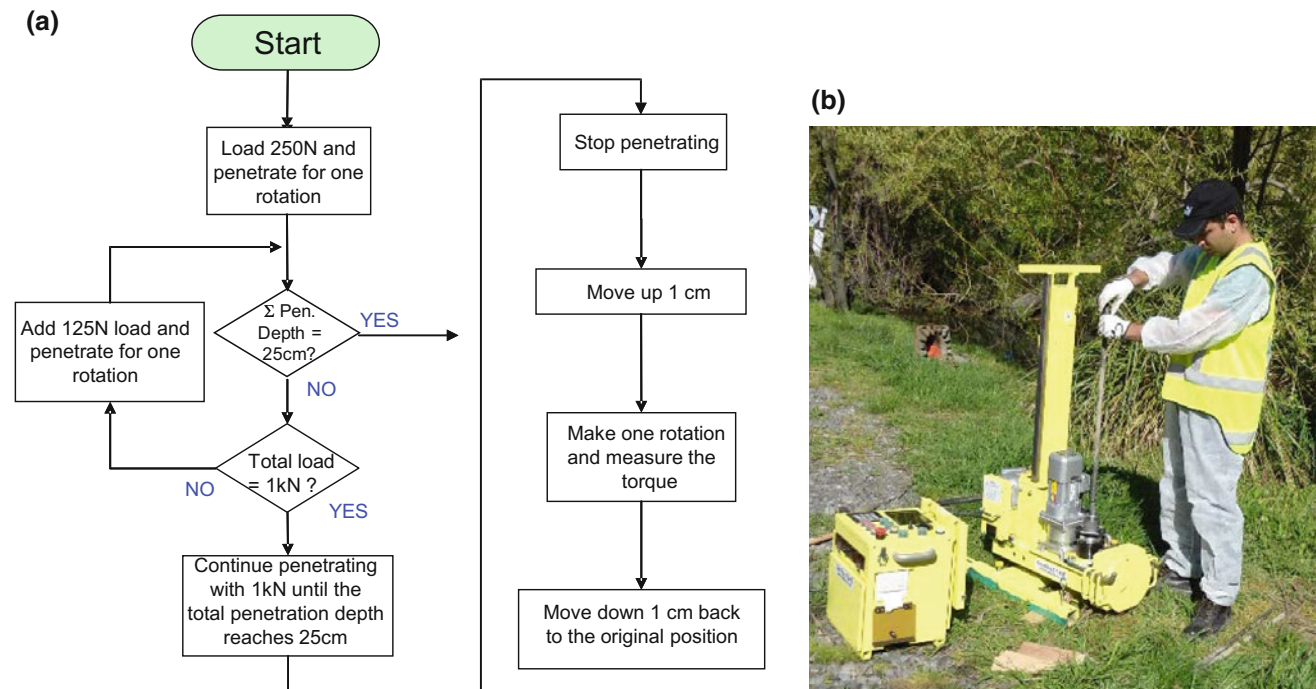 (a)
Start
Load 250N and
penetrate for one
rotation
Σ Pen.
Depth =
25cm?
YES
NO
Add 125N load and
penetrate for one
rotation
Total load
= 1kN ?
NO
YES
Continue penetrating
with 1kN until the
total penetration depth
reaches 25cm
Stop penetrating
Move up 1 cm
Make one rotation
and measure the
torque
Move down 1 cm back
to the original position
(b)